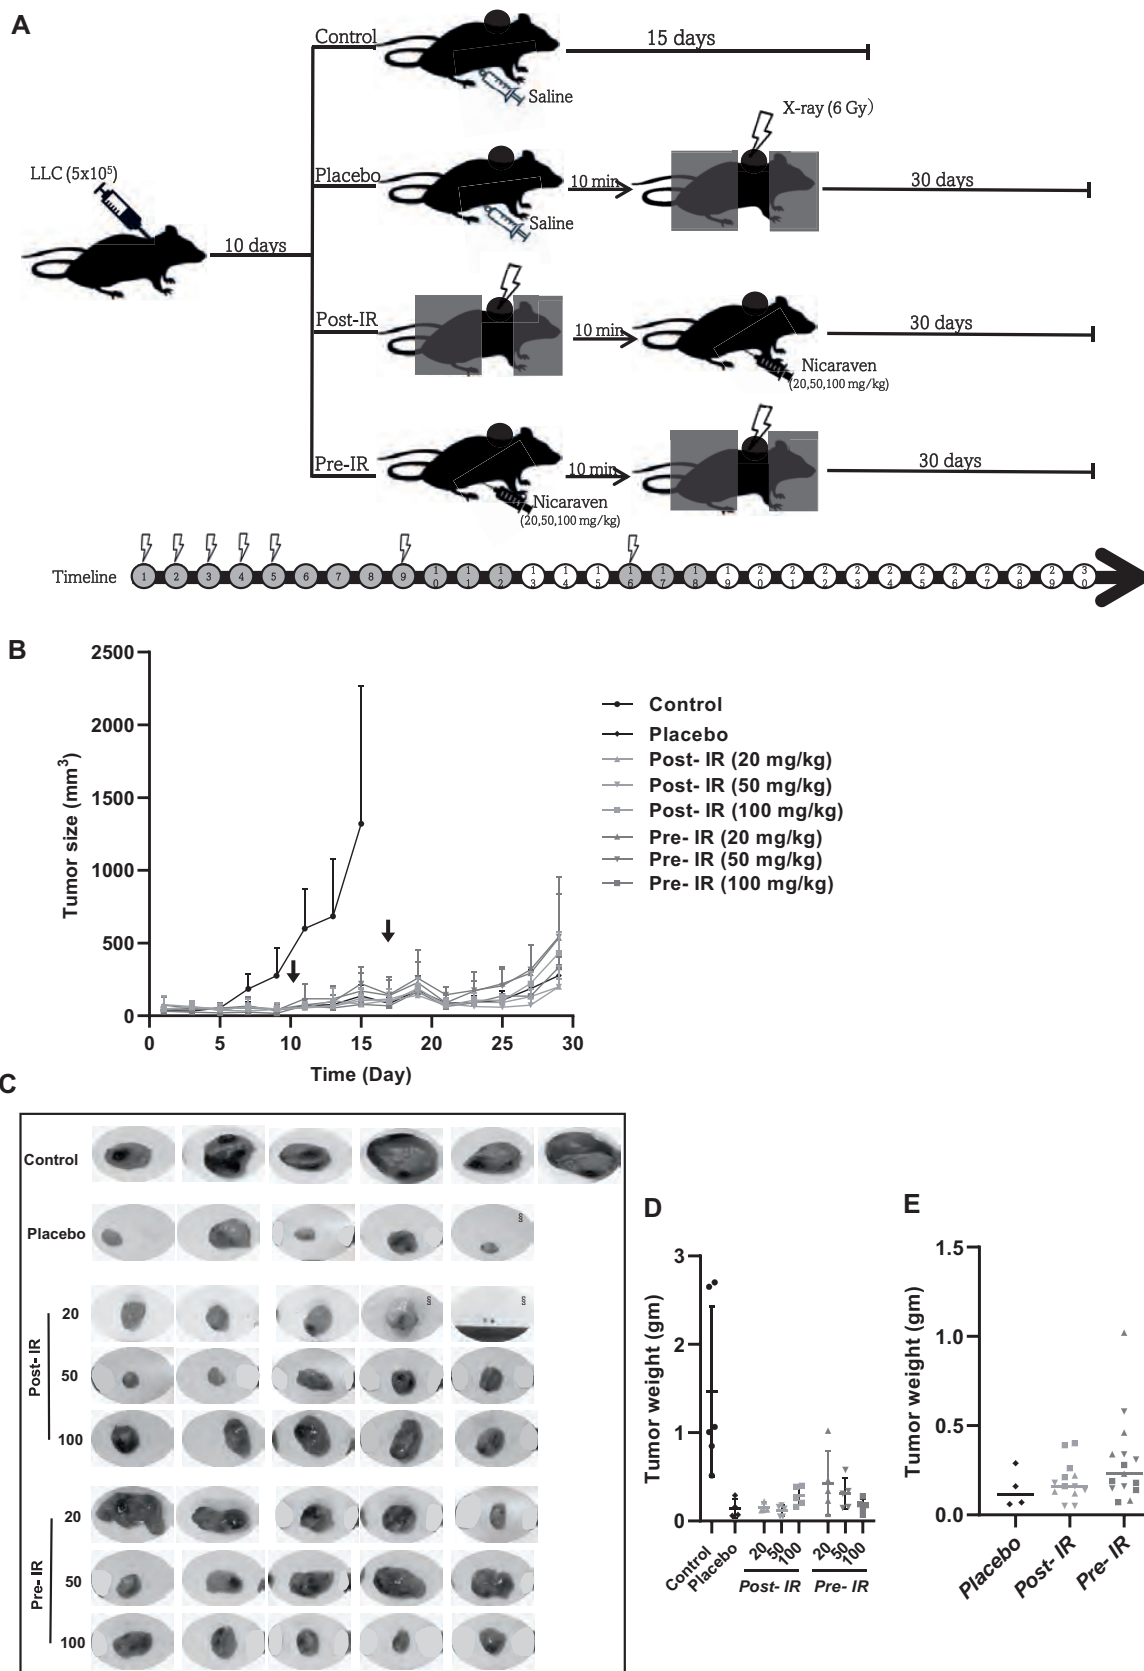 A
Control
15 days
Saline
X-ray (6 Gy)
LLC (5x10⁵)
Placebo
10 min
30 days
Saline
10 days
Post-IR
10 min
30 days
Nicaraven
(20,50,100 mg/kg)
Pre-IR
10 min
30 days
Nicaraven
(20,50,100 mg/kg)
Timeline 1 2 3 4 5 6 7 8 9 10 11 12 13 14 15 16 17 18 19 20 21 22 23 24 25 26 27 28 29 30
B
2500
2000
1500
1000
500
0
Tumor size (mm³)
0 5 10 15 20 25 30
Time (Day)
Control
Placebo
Post- IR (20 mg/kg)
Post- IR (50 mg/kg)
Post- IR (100 mg/kg)
Pre- IR (20 mg/kg)
Pre- IR (50 mg/kg)
Pre- IR (100 mg/kg)
C
Control
Placebo
Post- IR
20
50
100
Pre- IR
20
50
100
D
Tumor weight (gm)
3
2
1
0
Control
Placebo
20
50
100
Post- IR
20
50
100
Pre- IR
E
Tumor weight (gm)
1.5
1.0
0.5
0.0
Placebo
Post- IR
Pre- IR